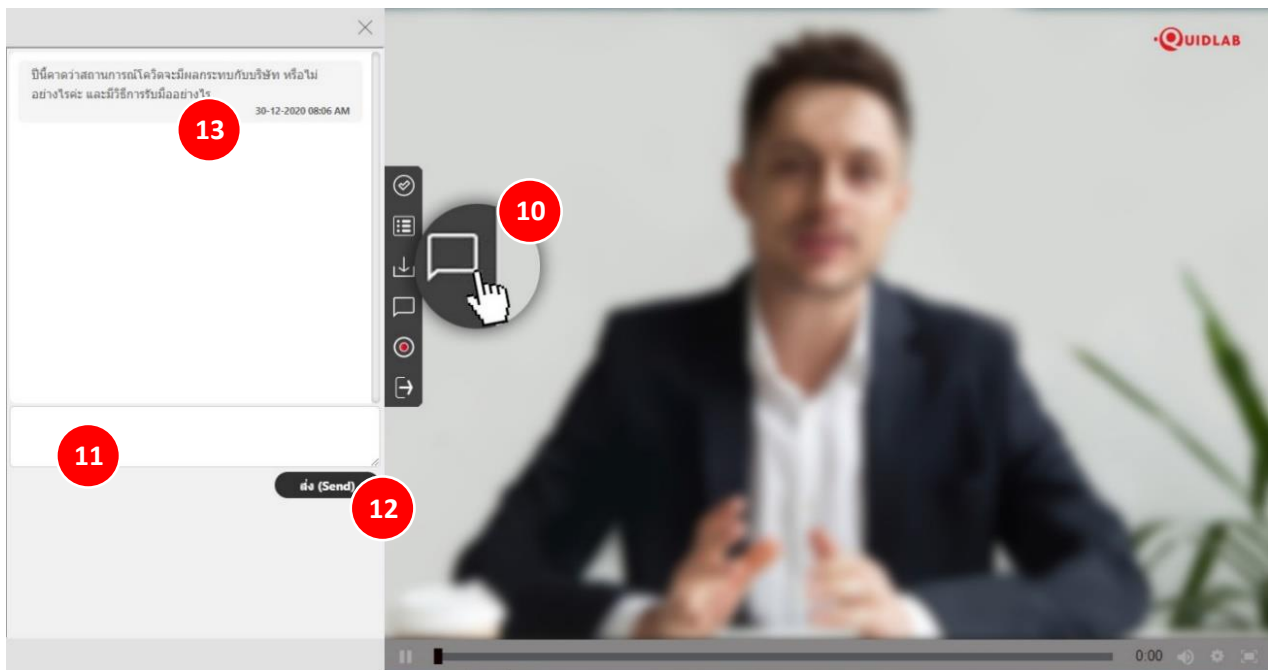 QUIDLAB
ปีนี้คาดว่าสถานการณ์โควิดจะมีผลกระทบกับบริษัท หรือไม่
อย่างไรค่ะ และมีวิธีการรับมืออย่างไร
30-12-2020 08:06 AM
13
10
11
ส่ง (Send)
12
0:00